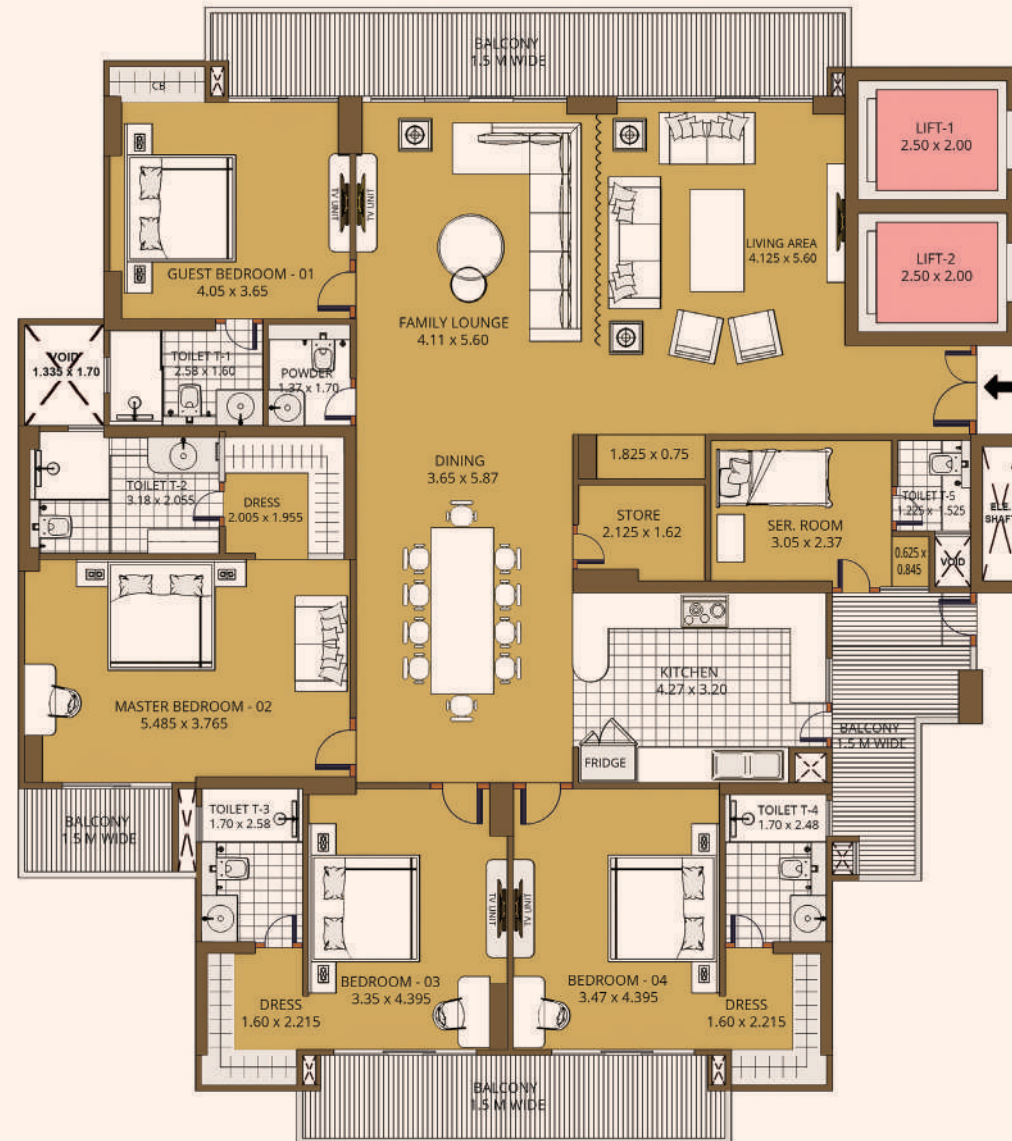 BALCONY
1.5 M WIDE
CB
LIFT-1
2.50 x 2.00
TV UNIT
TV UNIT
LIVING AREA
4.125 x 5.60
LIFT-2
2.50 x 2.00
GUEST BEDROOM - 01
4.05 x 3.65
FAMILY LOUNGE
4.11 x 5.60
VOID
1.335 x 1.70
TOILET T-1
2.58 x 1.60
POWDER
1.37 x 1.70
DINING
3.65 x 5.87
1.825 x 0.75
TOILET T-2
3.18 x 2.055
DRESS
2.005 x 1.955
STORE
2.125 x 1.62
SER. ROOM
3.05 x 2.37
TOILET T-5
1.225 x 1.525
ELE.
SHAFT
0.625 x
0.845
VOID
KITCHEN
4.27 x 3.20
MASTER BEDROOM - 02
5.485 x 3.765
FRIDGE
BALCONY
1.5 M WIDE
BALCONY
1.5 M WIDE
TOILET T-3
1.70 x 2.58
TOILET T-4
1.70 x 2.48
TV UNIT
TV UNIT
BEDROOM - 03
3.35 x 4.395
BEDROOM - 04
3.47 x 4.395
DRESS
1.60 x 2.215
DRESS
1.60 x 2.215
BALCONY
1.5 M WIDE